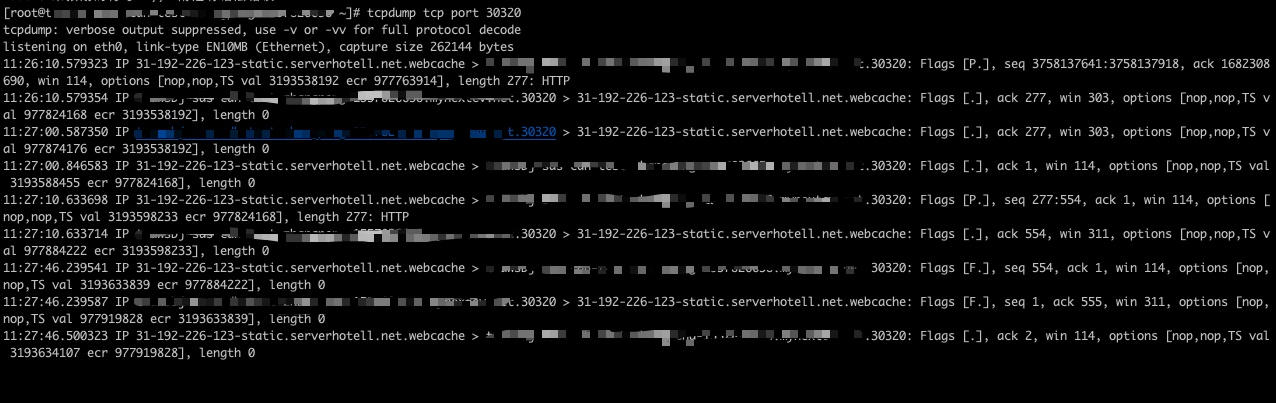 [root@t ~]# tcpdump tcp port 30320
tcpdump: verbose output suppressed, use -v or -vv for full protocol decode
listening on eth0, link-type EN10MB (Ethernet), capture size 262144 bytes
11:26:10.579323 IP 31-192-226-123-static.serverhotell.net.webcache > t.30320: Flags [P.], seq 3758137641:3758137918, ack 1682308
690, win 114, options [nop,nop,TS val 3193538192 ecr 977763914], length 277: HTTP
11:26:10.579354 IP .30320 > 31-192-226-123-static.serverhotell.net.webcache: Flags [.], ack 277, win 303, options [nop,nop,TS v
al 977824168 ecr 3193538192], length 0
11:27:00.587350 IP t.30320 > 31-192-226-123-static.serverhotell.net.webcache: Flags [.], ack 277, win 303, options [nop,nop,TS v
al 977874176 ecr 3193538192], length 0
11:27:00.846583 IP 31-192-226-123-static.serverhotell.net.webcache > t.30320: Flags [.], ack 1, win 114, options [nop,nop,TS val
 3193588455 ecr 977824168], length 0
11:27:10.633698 IP 31-192-226-123-static.serverhotell.net.webcache > t.30320: Flags [P.], seq 277:554, ack 1, win 114, options [
nop,nop,TS val 3193598233 ecr 977824168], length 277: HTTP
11:27:10.633714 IP .30320 > 31-192-226-123-static.serverhotell.net.webcache: Flags [.], ack 554, win 311, options [nop,nop,TS v
al 977884222 ecr 3193598233], length 0
11:27:46.239541 IP 31-192-226-123-static.serverhotell.net.webcache > 30320: Flags [F.], seq 554, ack 1, win 114, options [nop,
nop,TS val 3193633839 ecr 977884222], length 0
11:27:46.239587 IP t.30320 > 31-192-226-123-static.serverhotell.net.webcache: Flags [F.], seq 1, ack 555, win 311, options [nop,
nop,TS val 977919828 ecr 3193633839], length 0
11:27:46.500323 IP 31-192-226-123-static.serverhotell.net.webcache > t.30320: Flags [.], ack 2, win 114, options [nop,nop,TS val
 3193634107 ecr 977919828], length 0